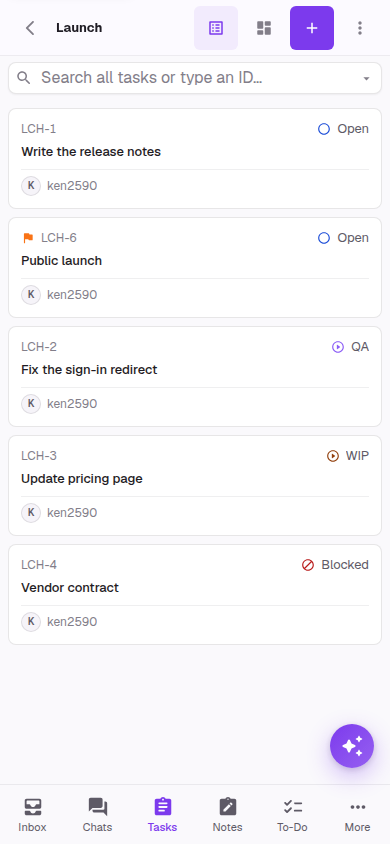 Launch
Search all tasks or type an ID...
LCH-1 Open
Write the release notes
K ken2590
LCH-6 Open
Public launch
K ken2590
LCH-2 QA
Fix the sign-in redirect
K ken2590
LCH-3 WIP
Update pricing page
K ken2590
LCH-4 Blocked
Vendor contract
K ken2590
Inbox Chats Tasks Notes To-Do More